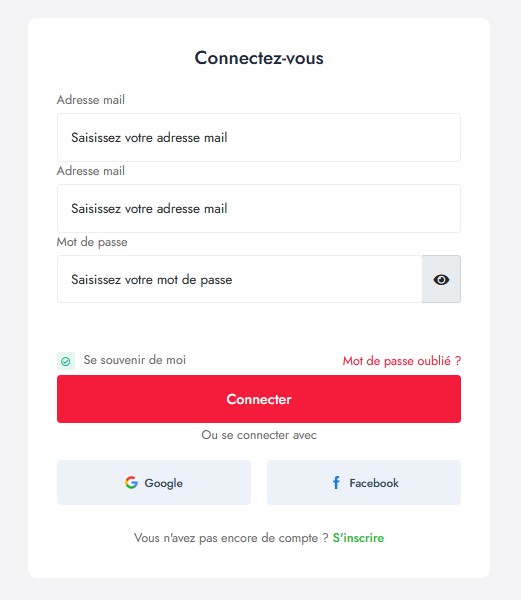 Connectez-vous
Adresse mail
Saisissez votre adresse mail
Adresse mail
Saisissez votre adresse mail
Mot de passe
Saisissez votre mot de passe
Se souvenir de moi Mot de passe oublié ?
Connecter
Ou se connecter avec
Google Facebook
Vous n'avez pas encore de compte ? S'inscrire